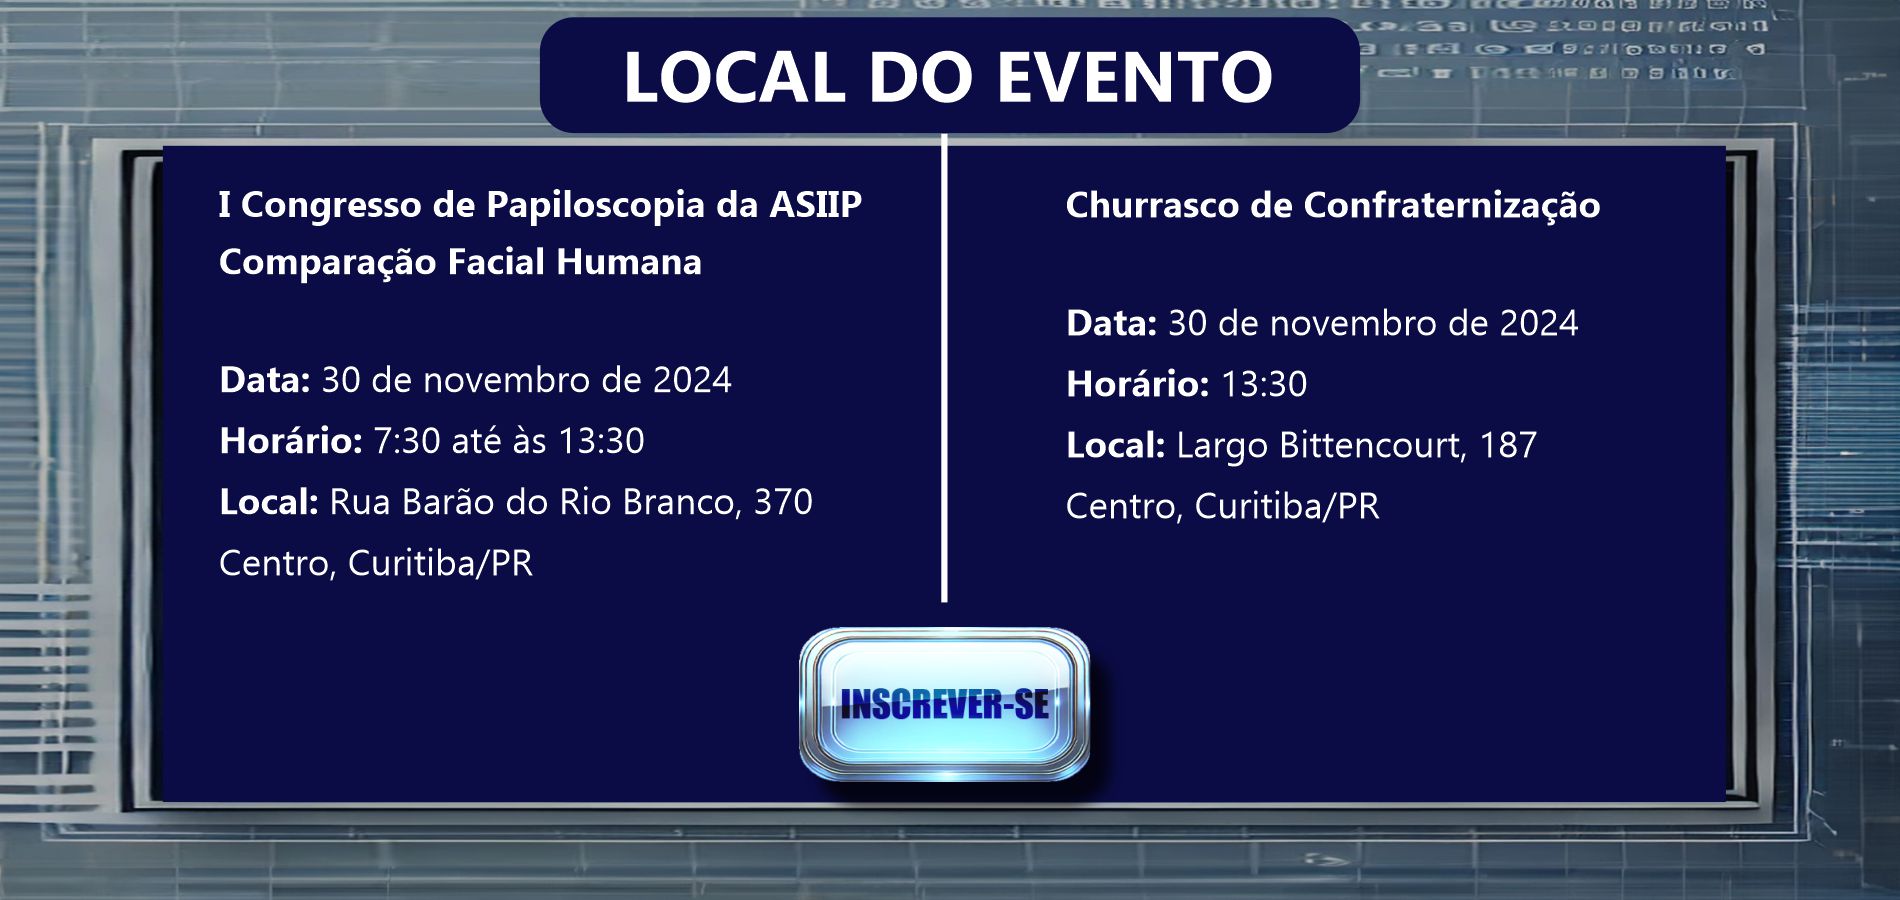 LOCAL DO EVENTO
I Congresso de Papiloscopia da ASIIP
Comparação Facial Humana
Data: 30 de novembro de 2024
Horário: 7:30 até às 13:30
Local: Rua Barão do Rio Branco, 370
Centro, Curitiba/PR
Churrasco de Confraternização
Data: 30 de novembro de 2024
Horário: 13:30
Local: Largo Bittencourt, 187
Centro, Curitiba/PR
INSCREVER-SE